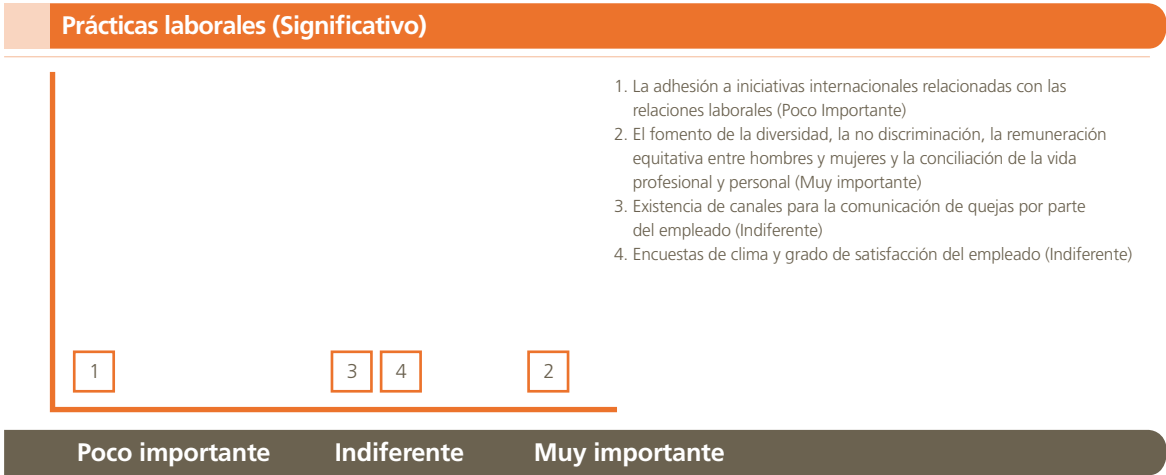 Prácticas laborales (Significativo)
1. La adhesión a iniciativas internacionales relacionadas con las
relaciones laborales (Poco Importante)
2. El fomento de la diversidad, la no discriminación, la remuneración
equitativa entre hombres y mujeres y la conciliación de la vida
profesional y personal (Muy importante)
3. Existencia de canales para la comunicación de quejas por parte
del empleado (Indiferente)
4. Encuestas de clima y grado de satisfacción del empleado (Indiferente)
1 3 4 2
Poco importante Indiferente Muy importante